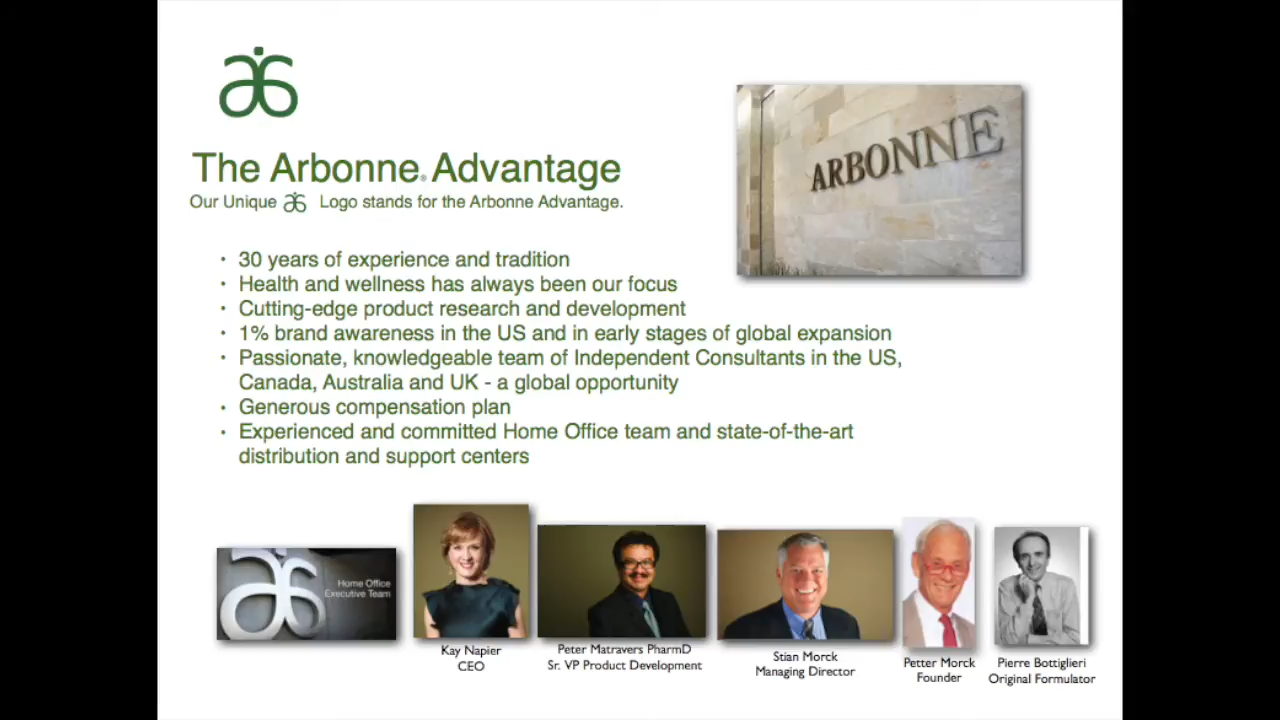 The Arbonne® Advantage
Our Unique Logo stands for the Arbonne Advantage.
ARBONNE
· 30 years of experience and tradition
· Health and wellness has always been our focus
· Cutting-edge product research and development
· 1% brand awareness in the US and in early stages of global expansion
· Passionate, knowledgeable team of Independent Consultants in the US,
Canada, Australia and UK - a global opportunity
· Generous compensation plan
· Experienced and committed Home Office team and state-of-the-art
distribution and support centers
Home Office
Executive Team
Kay Napier
CEO
Peter Matravers PharmD
Sr. VP Product Development
Stian Morck
Managing Director
Petter Morck
Founder
Pierre Bottiglieri
Original Formulator